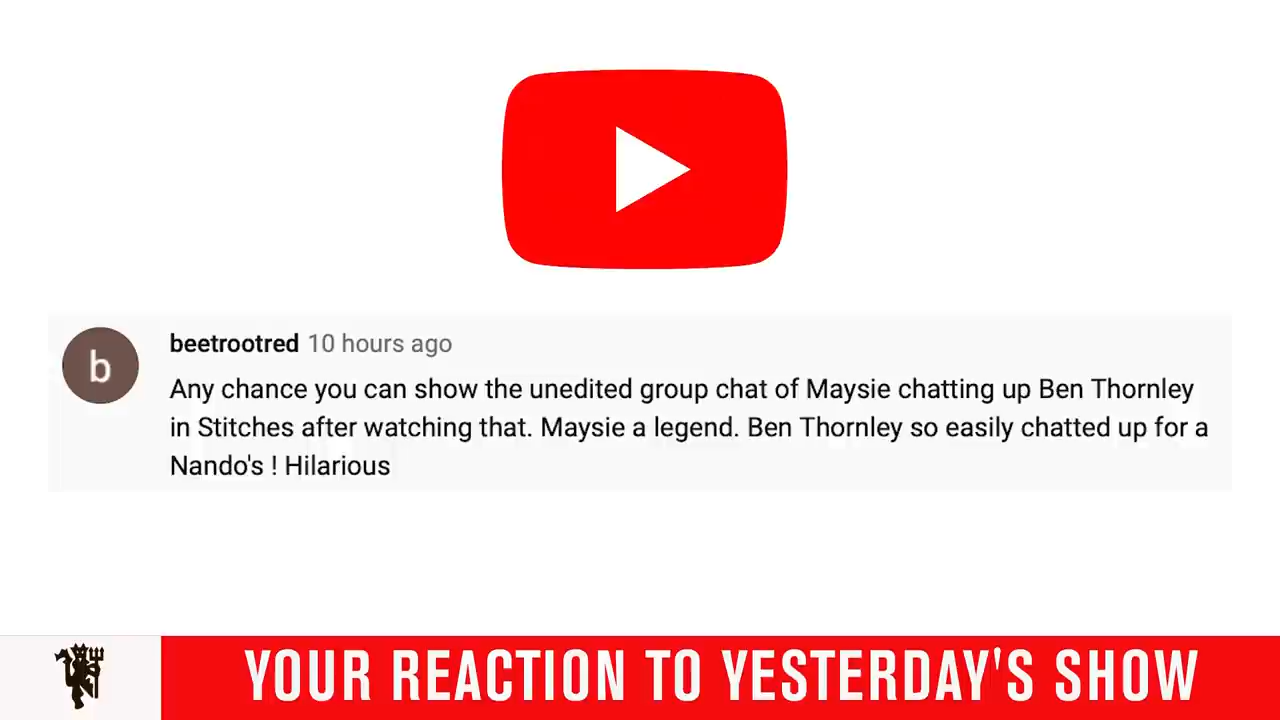 b
beetrootred 10 hours ago
Any chance you can show the unedited group chat of Maysie chatting up Ben Thornley
in Stitches after watching that. Maysie a legend. Ben Thornley so easily chatted up for a
Nando's ! Hilarious
YOUR REACTION TO YESTERDAY'S SHOW